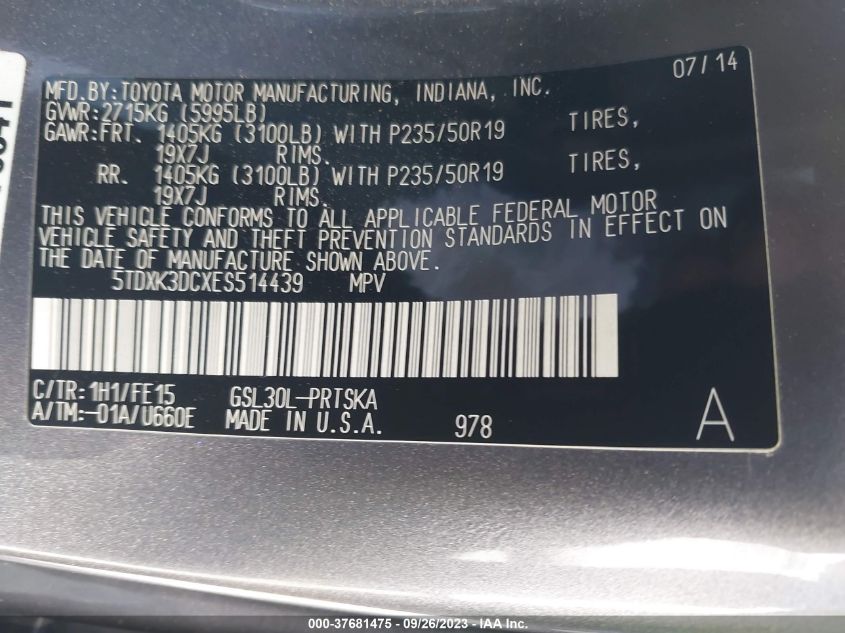 07/14
MFD.BY:TOYOTA MOTOR MANUFACTURING, INDIANA, INC.
GVWR:2715KG (5995LB)
GAWR:FRT. 1405KG (3100LB) WITH P235/50R19 TIRES,
19X7J RIMS.
RR. 1405KG (3100LB) WITH P235/50R19 TIRES,
19X7J RIMS.
THIS VEHICLE CONFORMS TO ALL APPLICABLE FEDERAL MOTOR
VEHICLE SAFETY AND THEFT PREVENTION STANDARDS IN EFFECT ON
THE DATE OF MANUFACTURE SHOWN ABOVE.
5TDXK3DCXES514439 MPV
C/TR:1H1/FE15 GSL30L-PRTSKA
A/TM:-01A/U660E MADE IN U.S.A. 978 A
000-37681475 - 09/26/2023 - IAAI.COM